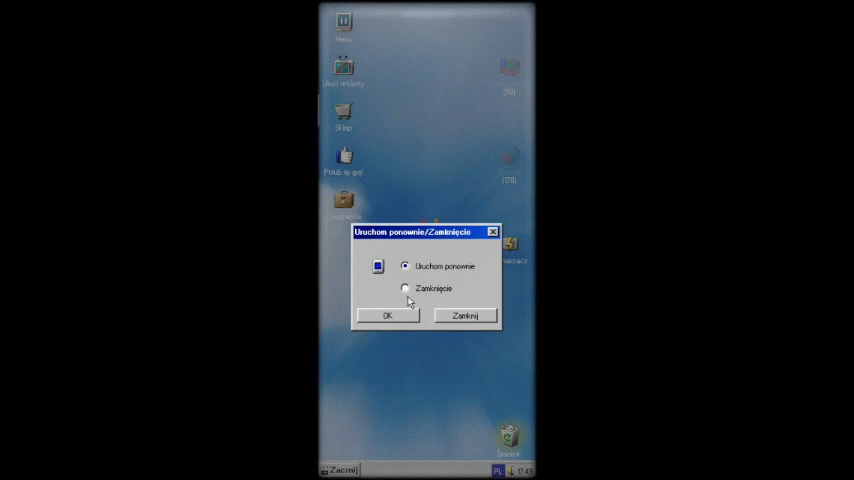 Menu
Usuń reklamy
(50)
Sklep
Polub tę grę!
(178)
Osiągnięcia
Uruchom ponownie/Zamknięcie
Uruchom ponownie
Zamknięcie
OK
Zamknij
Śmietnik
Zacznij
PL
17:49